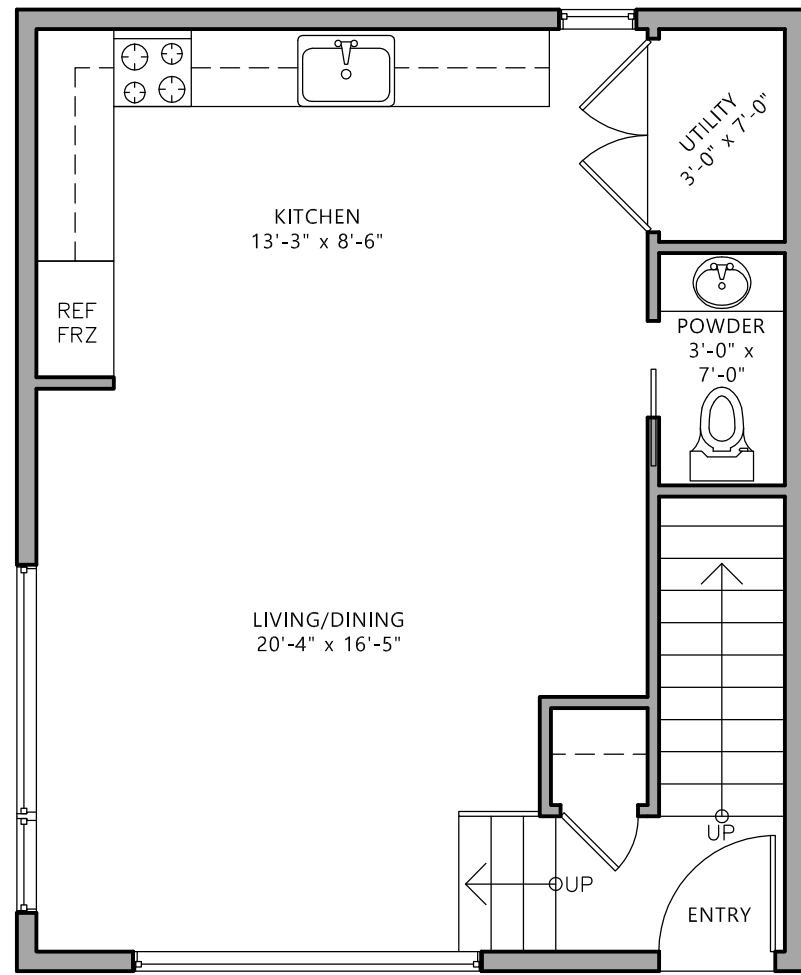 UTILITY
3'-0" x 7'-0"
KITCHEN
13'-3" x 8'-6"
REF
FRZ
POWDER
3'-0" x
7'-0"
LIVING/DINING
20'-4" x 16'-5"
UP
UP
ENTRY